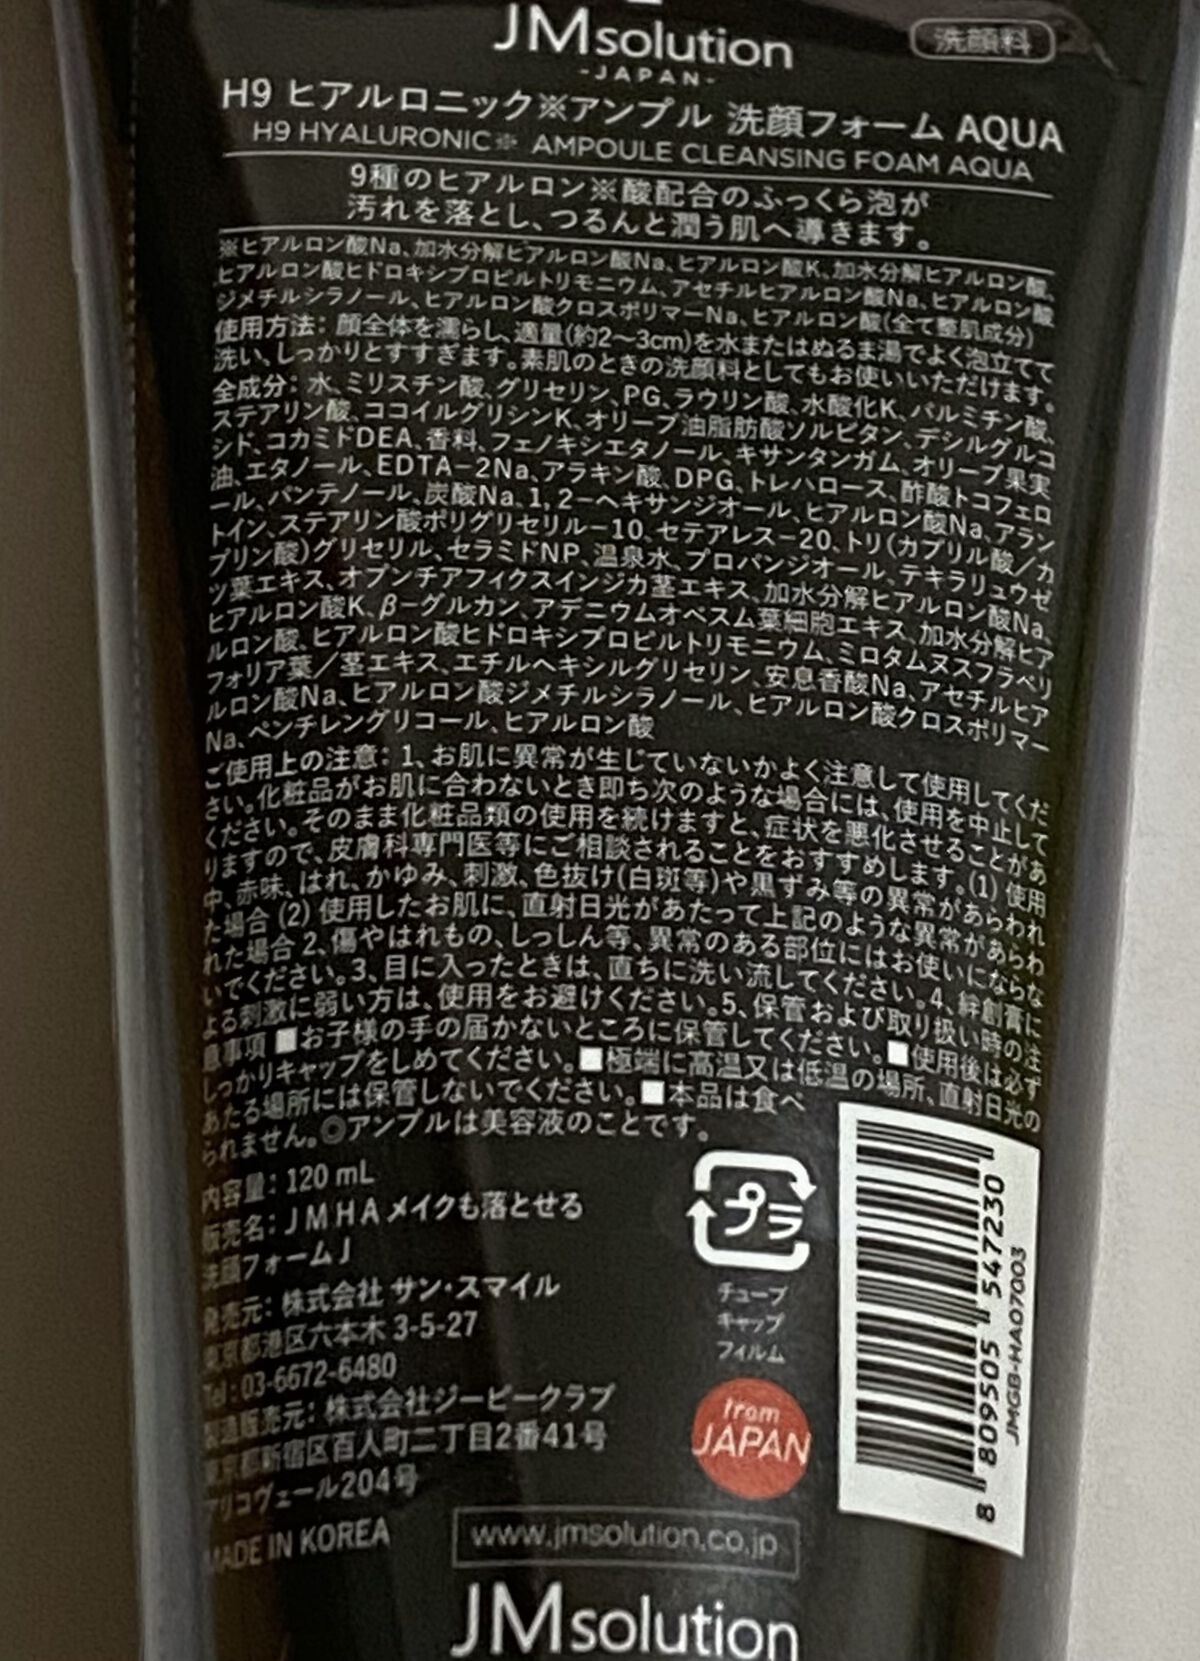 JMsolution
-JAPAN-
洗顔料
H9 ヒアルロニック※アンプル 洗顔フォーム AQUA
H9 HYALURONIC※ AMPOULE CLEANSING FOAM AQUA
9種のヒアルロン※酸配合のふっくら泡が
汚れを落とし、つるんと潤う肌へ導きます。
※ヒアルロン酸Na、加水分解ヒアルロン酸Na、ヒアルロン酸K、加水分解ヒアルロン酸、
ヒアルロン酸ヒドロキシプロピルトリモニウム、アセチルヒアルロン酸Na、ヒアルロン酸
ジメチルシラノール、ヒアルロン酸クロスポリマーNa、ヒアルロン酸(全て整肌成分)
使用方法：顔全体を濡らし、適量(約2〜3cm)を水またはぬるま湯でよく泡立てて
洗い、しっかりとすすぎます。素肌のときの洗顔料としてもお使いいただけます。
全成分：水、ミリスチン酸、グリセリン、PG、ラウリン酸、水酸化K、パルミチン酸、
ステアリン酸、ココイルグリシンK、オリーブ油脂肪酸ソルビタン、デシルグルコ
シド、コカミドDEA、香料、フェノキシエタノール、キサンタンガム、オリーブ果実
油、エタノール、EDTA-2Na、アラキン酸、DPG、トレハロース、酢酸トコフェロ
ール、パンテノール、炭酸Na、1,2-ヘキサンジオール、ヒアルロン酸Na、アラン
トイン、ステアリン酸ポリグリセリル-10、セテアレス-20、トリ(カプリル酸/カ
プリン酸)グリセリル、セラミドNP、温泉水、プロパンジオール、テキラリュウゼ
ツ葉エキス、オプンチアフィクスインジカ茎エキス、加水分解ヒアルロン酸Na、
ヒアルロン酸K、β-グルカン、アデニウムオベスム葉細胞エキス、加水分解ヒア
ルロン酸、ヒアルロン酸ヒドロキシプロピルトリモニウム、ミロタムヌスフラベリ
フォリア葉/茎エキス、エチルヘキシルグリセリン、安息香酸Na、アセチルヒア
ルロン酸Na、ヒアルロン酸ジメチルシラノール、ヒアルロン酸クロスポリマー
Na、ペンチレングリコール、ヒアルロン酸
ご使用上の注意：1、お肌に異常が生じていないかよく注意して使用してくだ
さい。化粧品がお肌に合わないとき即ち次のような場合には、使用を中止して
ください。そのまま化粧品類の使用を続けますと、症状を悪化させることがあ
りますので、皮膚科専門医等にご相談されることをおすすめします。(1) 使用
中、赤味、はれ、かゆみ、刺激、色抜け(白斑等)や黒ずみ等の異常があらわれ
た場合 (2) 使用したお肌に、直射日光があたって上記のような異常があらわ
れた場合 2、傷やはれもの、しっしん等、異常のある部位にはお使いにならな
いでください。3、目に入ったときは、直ちに洗い流してください。4、絆創膏に
よる刺激に弱い方は、使用をお避けください。5、保管および取り扱い時の注
意事項 ■お子様の手の届かないところに保管してください。■使用後は必ず
しっかりキャップをしめてください。■極端に高温又は低温の場所、直射日光の
あたる場所には保管しないでください。■本品は食べ
られません。◎アンプルは美容液のことです。
内容量：120 mL
販売名：JMHAメイクも落とせる
洗顔フォームJ
発売元：株式会社 サン・スマイル
東京都港区六本木 3-5-27
Tel：03-6672-6480
製造販売元：株式会社ジーピークラブ
東京都新宿区百人町二丁目2番41号
アリコヴェール204号
MADE IN KOREA
プラ
チューブ
キャップ
フィルム
from
JAPAN
8 809505 547230
JMGB-HA07003
www.jmsolution.co.jp
JMsolution